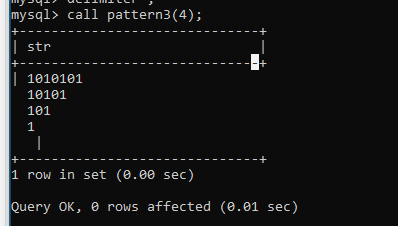 mysql> delimiter ;
mysql> call pattern3(4);
+------------------------------+
| str                          |
+------------------------------+
| 1010101
  10101
  101
  1
   |
+------------------------------+
1 row in set (0.00 sec)
Query OK, 0 rows affected (0.01 sec)